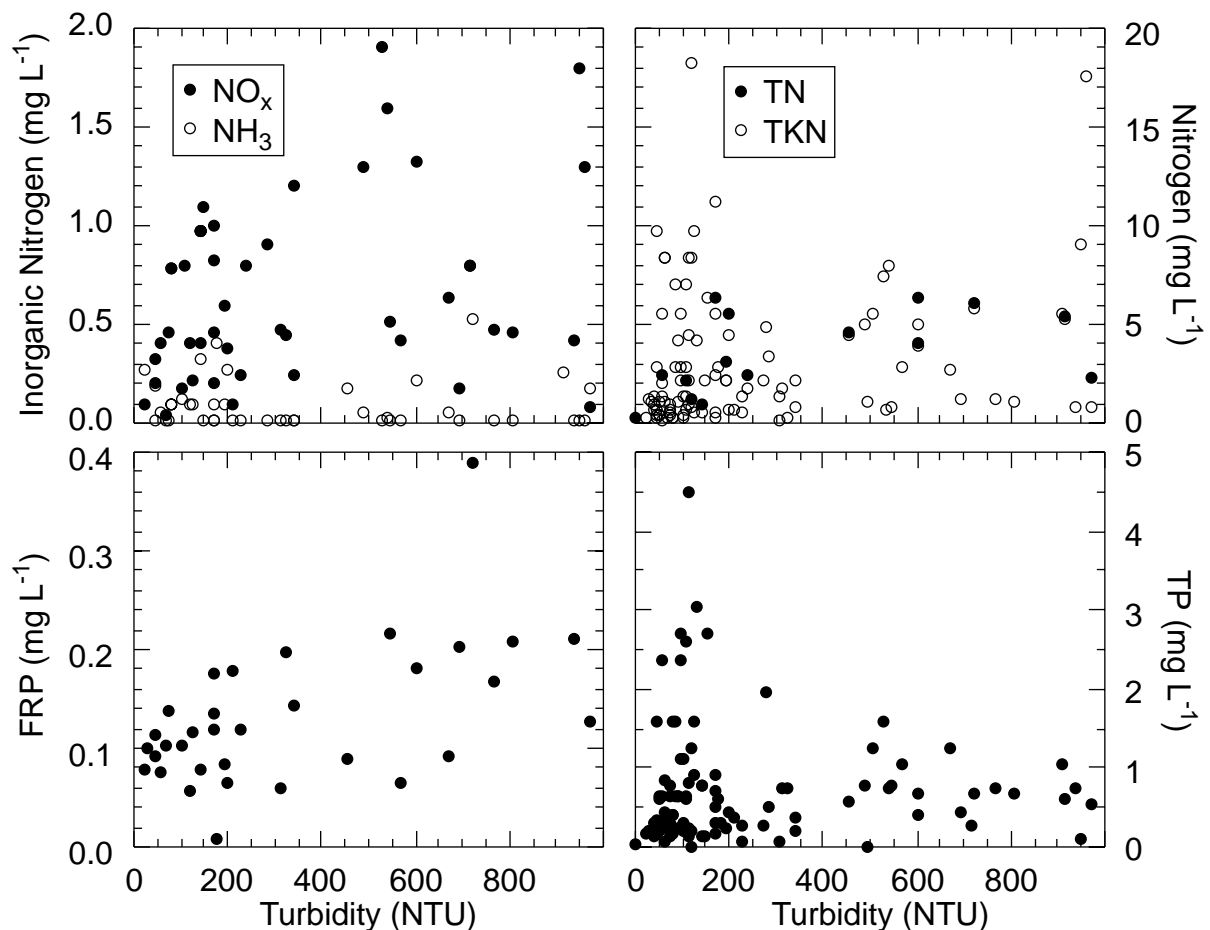 2.0
1.5
1.0
0.5
0.0
Inorganic Nitrogen (mg L-1)
NOx
NH3
20
15
10
5
0
Nitrogen (mg L-1)
TN
TKN
0.4
0.3
0.2
0.1
0.0
FRP (mg L-1)
0 200 400 600 800
Turbidity (NTU)
5
4
3
2
1
0
TP (mg L-1)
0 200 400 600 800
Turbidity (NTU)